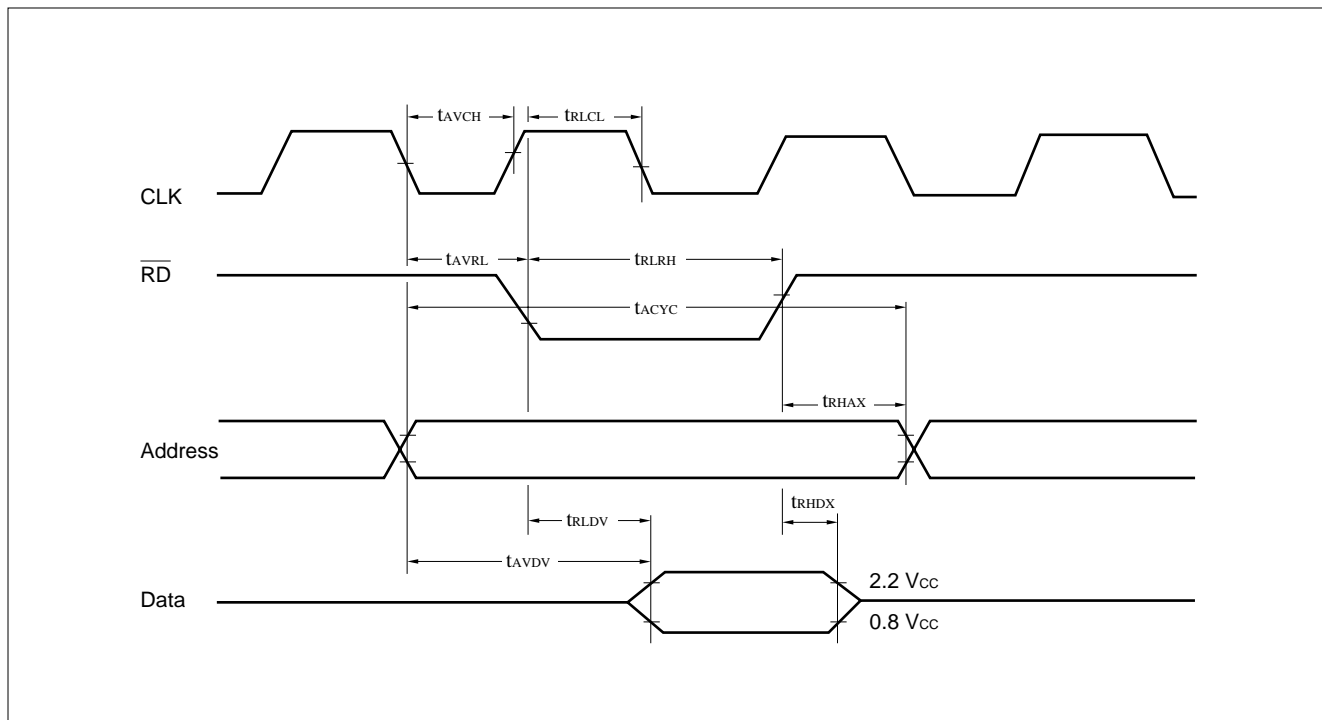 tAVCH
tRLCL
CLK
tAVRL
tRLRH
RD
tACYC
tRHAX
Address
tRHDX
tRLDV
tAVDV
2.2 VCC
Data
0.8 VCC